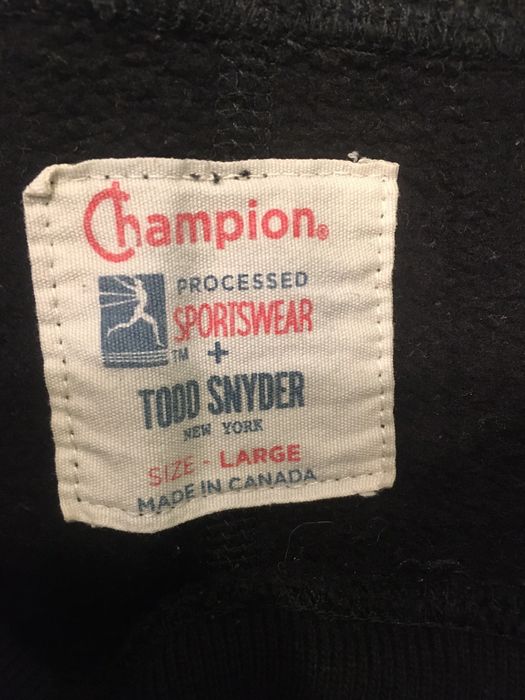 Champion®
PROCESSED
SPORTSWEAR
TM +
TODD SNYDER
NEW YORK
SIZE - LARGE
MADE IN CANADA